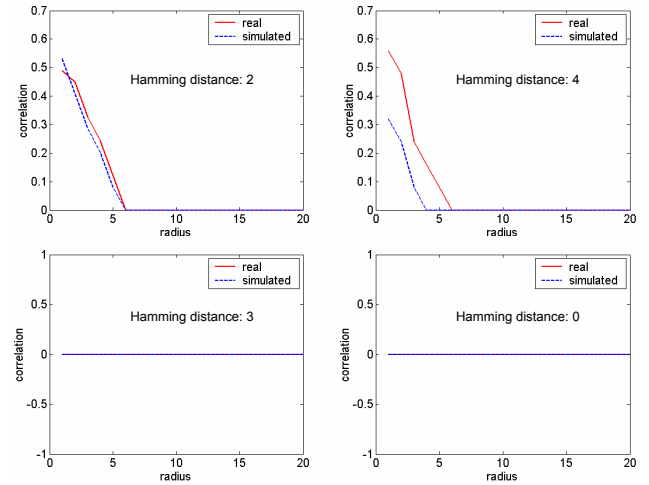 0.7
0.6
0.5
0.4
0.3
0.2
0.1
0
correlation
real
simulated
Hamming distance: 2
0 5 10 15 20
radius
0.7
0.6
0.5
0.4
0.3
0.2
0.1
0
correlation
real
simulated
Hamming distance: 4
0 5 10 15 20
radius
1
0.5
0
-0.5
-1
correlation
real
simulated
Hamming distance: 3
0 5 10 15 20
radius
1
0.5
0
-0.5
-1
correlation
real
simulated
Hamming distance: 0
0 5 10 15 20
radius